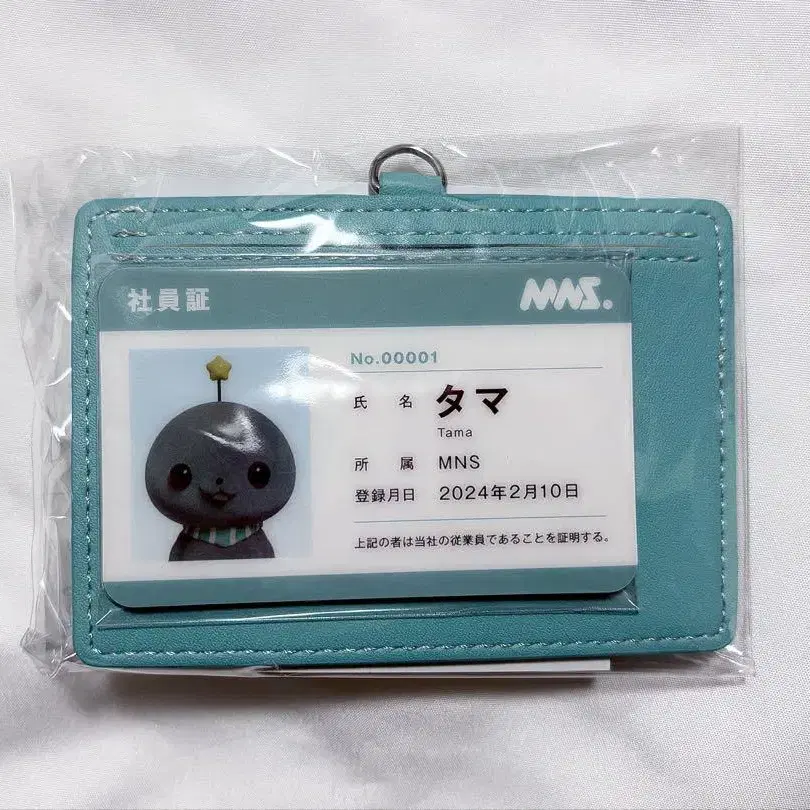 社員証
MNS.
No.00001
氏 名 タマ
Tama
所 属 MNS
登録月日 2024年2月10日
上記の者は当社の従業員であることを証明する。